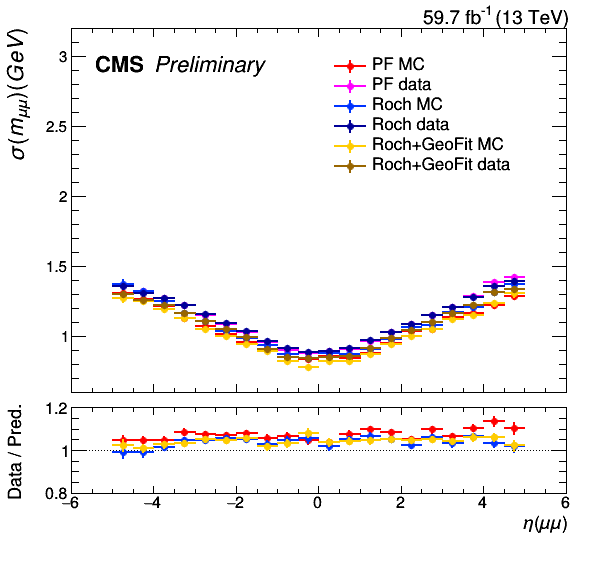 59.7 fb⁻¹ (13 TeV)
CMS Preliminary
σ(m_μμ)(GeV)
PF MC
PF data
Roch MC
Roch data
Roch+GeoFit MC
Roch+GeoFit data
3
2.5
2
1.5
1
Data / Pred.
1.2
1
0.8
−6 −4 −2 0 2 4 6
η(μμ)